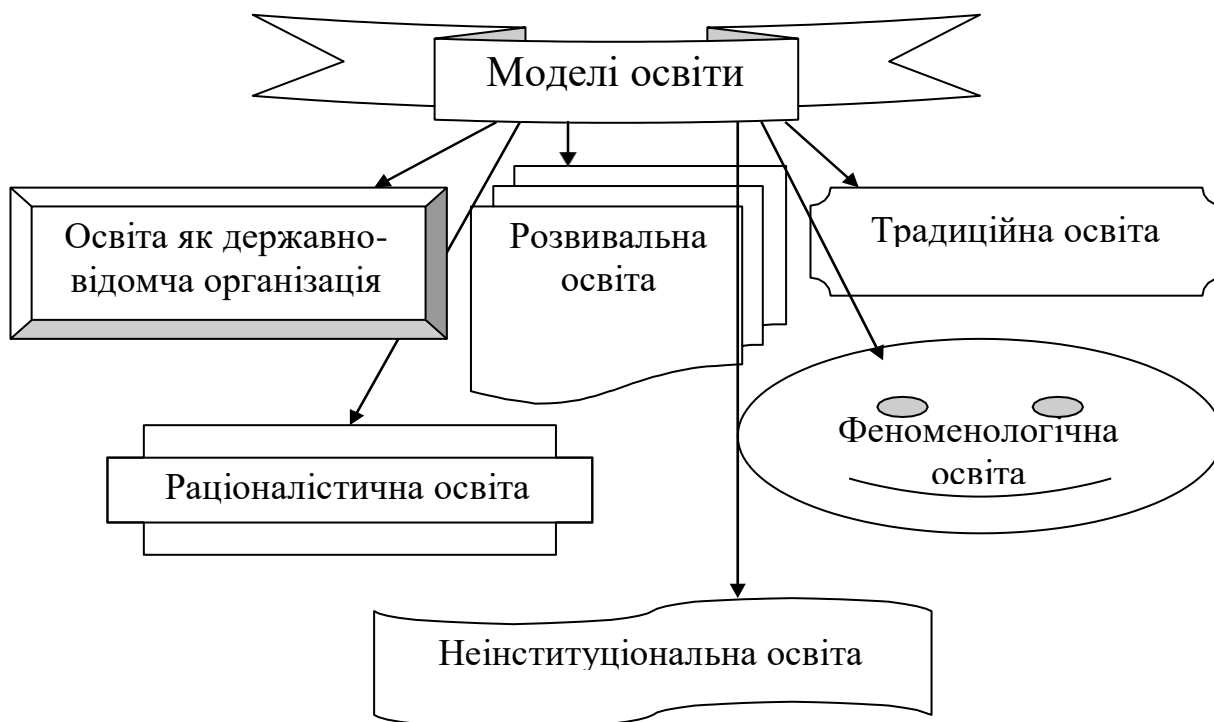 Моделі освіти
Освіта як державно-
відомча організація
Розвивальна
освіта
Традиційна освіта
Феноменологічна
освіта
Раціоналістична освіта
Неінституціональна освіта